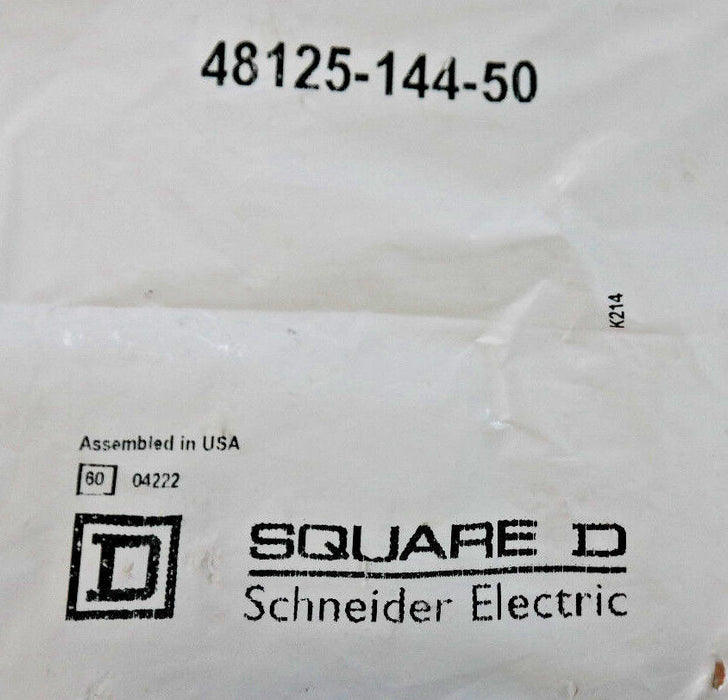 48125-144-50
K214
Assembled in USA
60 04222
D
SQUARE D
Schneider Electric